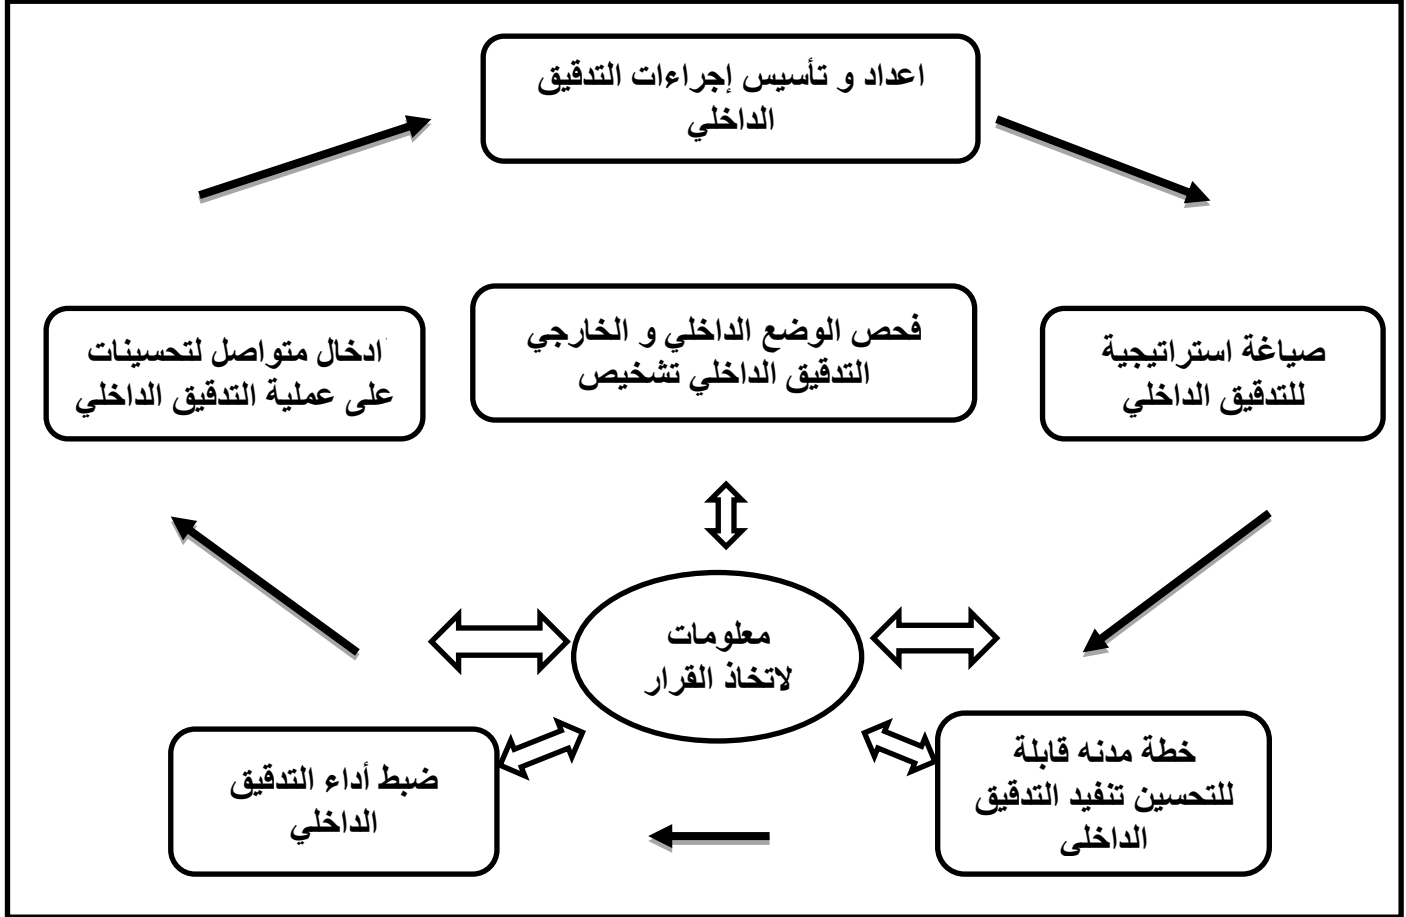 اعداد و تأسيس إجراءات التدقيق
الداخلي
فحص الوضع الداخلي و الخارجي
التدقيق الداخلي تشخيص
صياغة استراتيجية
للتدقيق الداخلي
ادخال متواصل لتحسينات
على عملية التدقيق الداخلي
معلومات
لاتخاذ القرار
خطة مدنه قابلة
للتحسين تنفيد التدقيق
الداخلى
ضبط أداء التدقيق
الداخلي